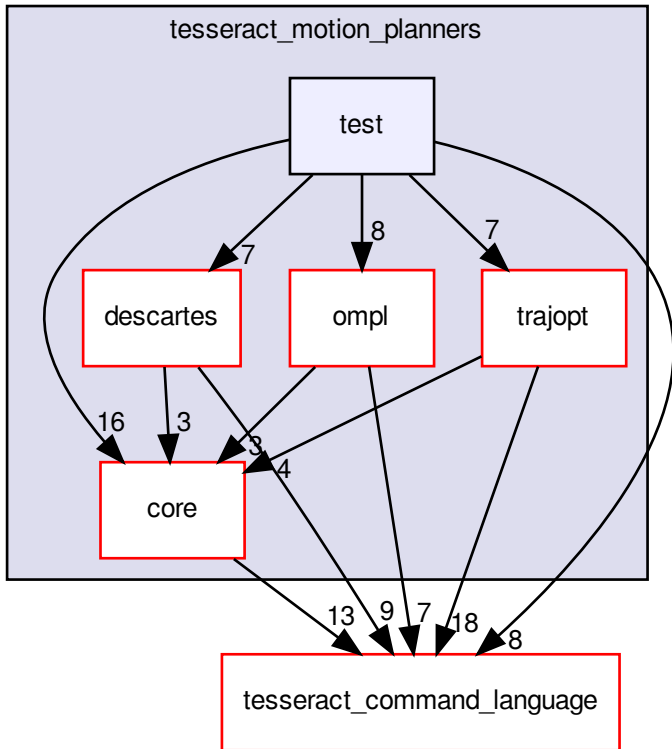 tesseract_motion_planners
test
7
8
7
descartes
ompl
trajopt
16
3
3
4
core
13
9
7
18
8
tesseract_command_language